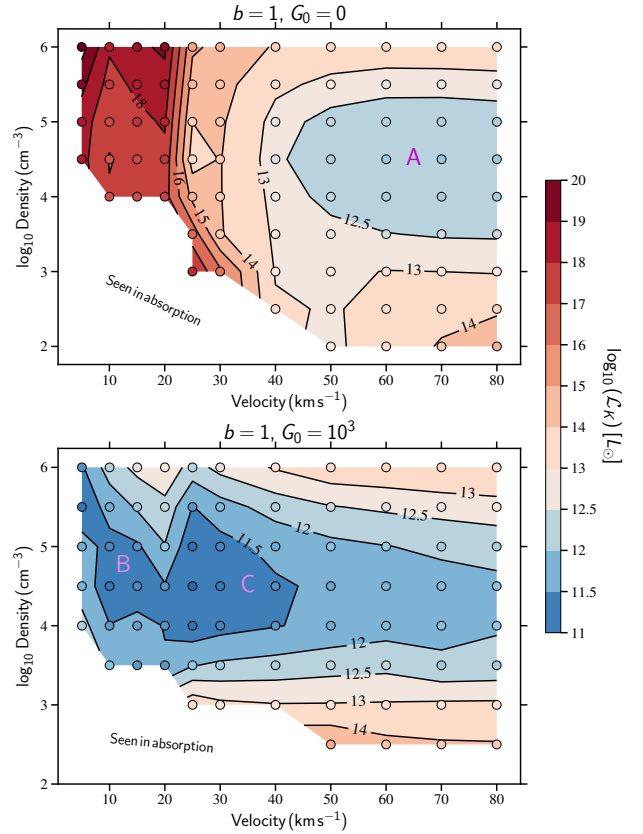 b = 1, G₀ = 0
6
5
4
3
2
log₁₀ Density (cm⁻³)
18
16
15
14
13
12.5
13
14
A
Seen in absorption
10 20 30 40 50 60 70 80
Velocity (km s⁻¹)
b = 1, G₀ = 10³
6
5
4
3
2
log₁₀ Density (cm⁻³)
13
12.5
12
11.5
B
C
12
12.5
13
14
Seen in absorption
10 20 30 40 50 60 70 80
Velocity (km s⁻¹)
20
19
18
17
16
15
14
13
12.5
12
11.5
11
log₁₀(ℒ_K) [L_⊙]